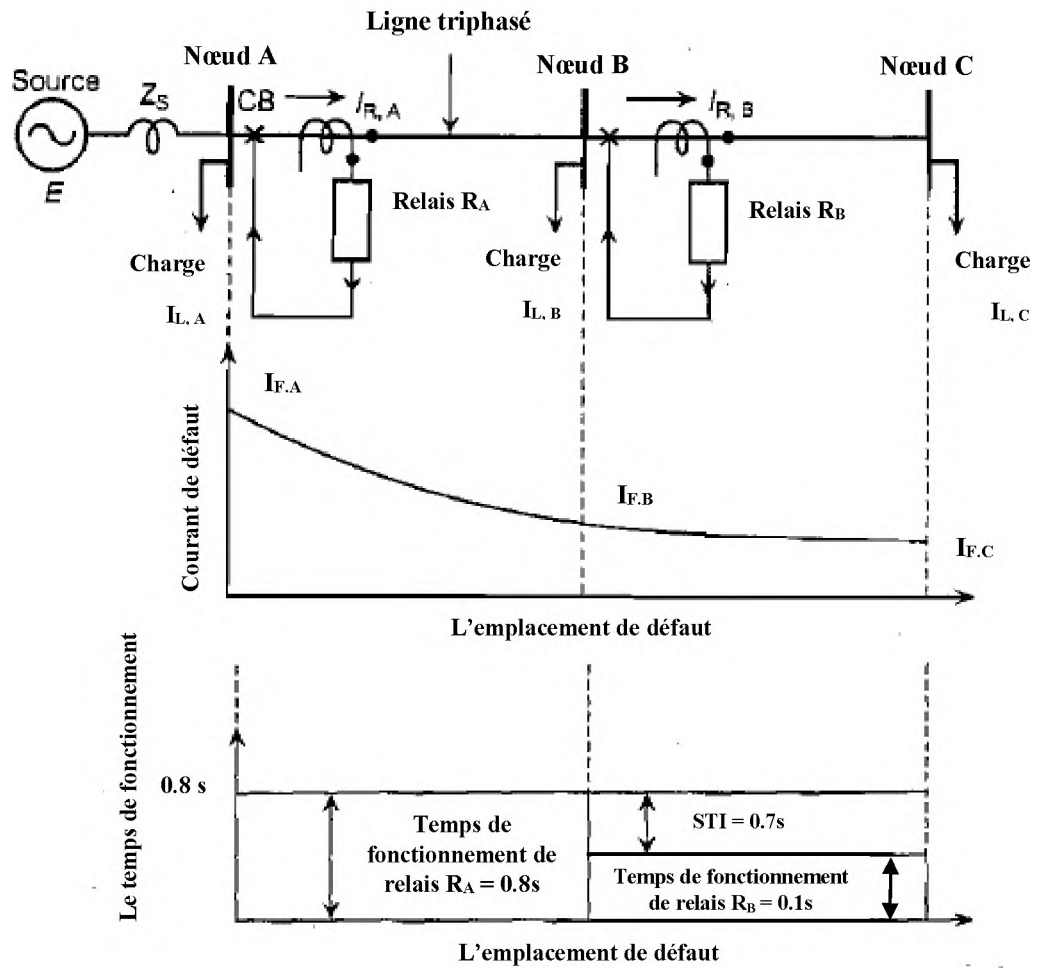 Ligne triphasé
Nœud A
Nœud B
Nœud C
Source
Z_S
CB
I_R, A
I_R, B
E
Relais R_A
Relais R_B
Charge
Charge
Charge
I_L, A
I_L, B
I_L, C
I_F.A
Courant de défaut
I_F.B
I_F.C
L'emplacement de défaut
Le temps de fonctionnement
0.8 s
Temps de
fonctionnement de
relais R_A = 0.8s
STI = 0.7s
Temps de fonctionnement
de relais R_B = 0.1s
L'emplacement de défaut